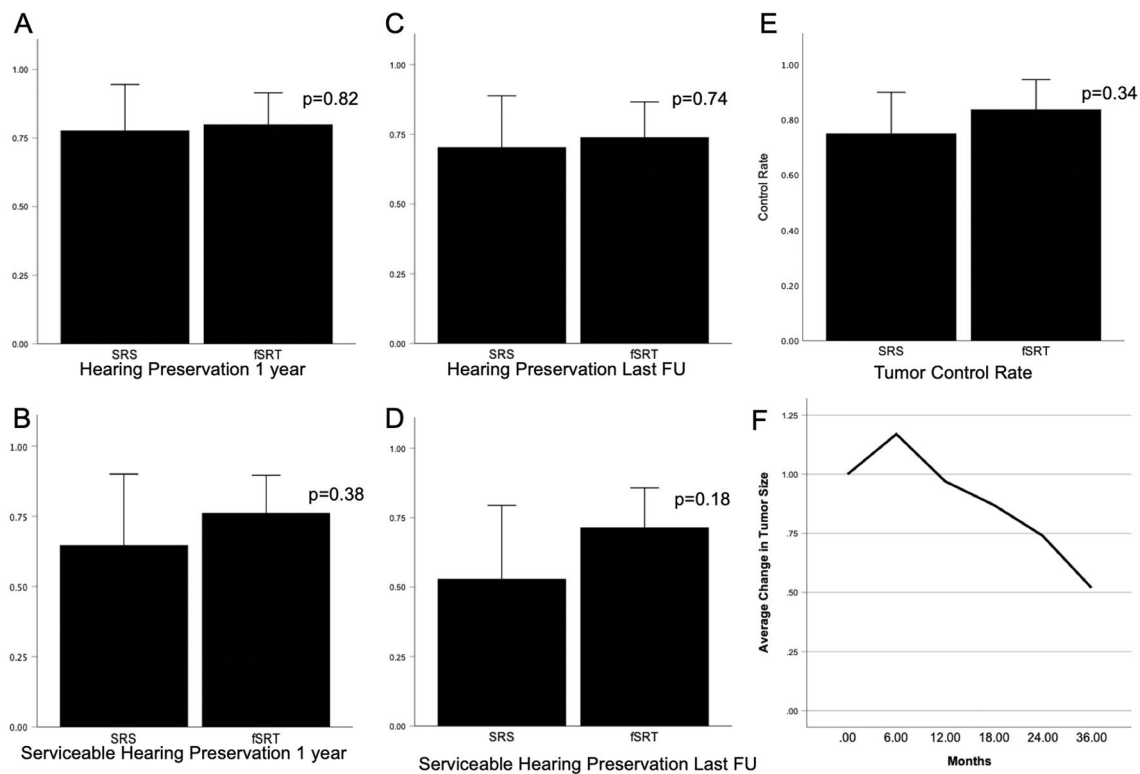 A
1.00
0.75
0.50
0.25
0.00
p=0.82
SRS
fSRT
Hearing Preservation 1 year
C
1.00
0.75
0.50
0.25
0.00
p=0.74
SRS
fSRT
Hearing Preservation Last FU
E
Control Rate
1.00
0.80
0.60
0.40
0.20
0.00
p=0.34
SRS
fSRT
Tumor Control Rate
B
1.00
0.75
0.50
0.25
0.00
p=0.38
SRS
fSRT
Serviceable Hearing Preservation 1 year
D
1.00
0.75
0.50
0.25
0.00
p=0.18
SRS
fSRT
Serviceable Hearing Preservation Last FU
F
Average Change in Tumor Size
1.25
1.00
.75
.50
.25
.00
.00 6.00 12.00 18.00 24.00 36.00
Months